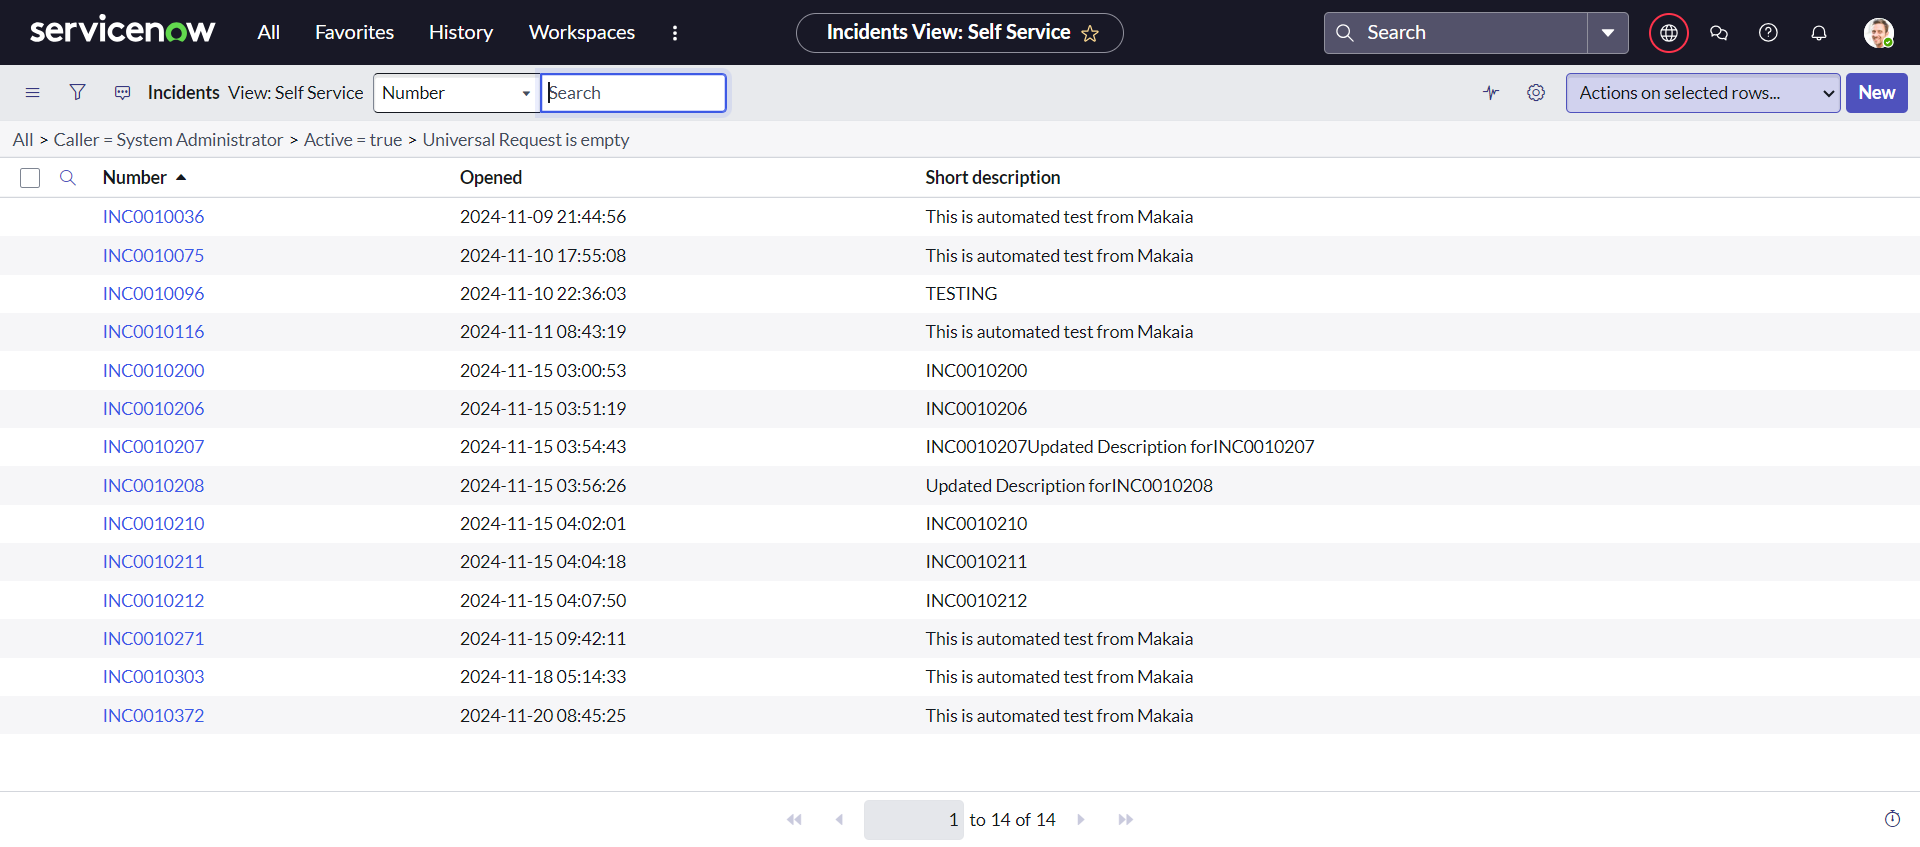 servicenow All Favorites History Workspaces Incidents View: Self Service Search
Incidents View: Self Service Number Search Actions on selected rows... New
All > Caller = System Administrator > Active = true > Universal Request is empty
Number Opened Short description
INC0010036 2024-11-09 21:44:56 This is automated test from Makaia
INC0010075 2024-11-10 17:55:08 This is automated test from Makaia
INC0010096 2024-11-10 22:36:03 TESTING
INC0010116 2024-11-11 08:43:19 This is automated test from Makaia
INC0010200 2024-11-15 03:00:53 INC0010200
INC0010206 2024-11-15 03:51:19 INC0010206
INC0010207 2024-11-15 03:54:43 INC0010207Updated Description forINC0010207
INC0010208 2024-11-15 03:56:26 Updated Description forINC0010208
INC0010210 2024-11-15 04:02:01 INC0010210
INC0010211 2024-11-15 04:04:18 INC0010211
INC0010212 2024-11-15 04:07:50 INC0010212
INC0010271 2024-11-15 09:42:11 This is automated test from Makaia
INC0010303 2024-11-18 05:14:33 This is automated test from Makaia
INC0010372 2024-11-20 08:45:25 This is automated test from Makaia
1 to 14 of 14